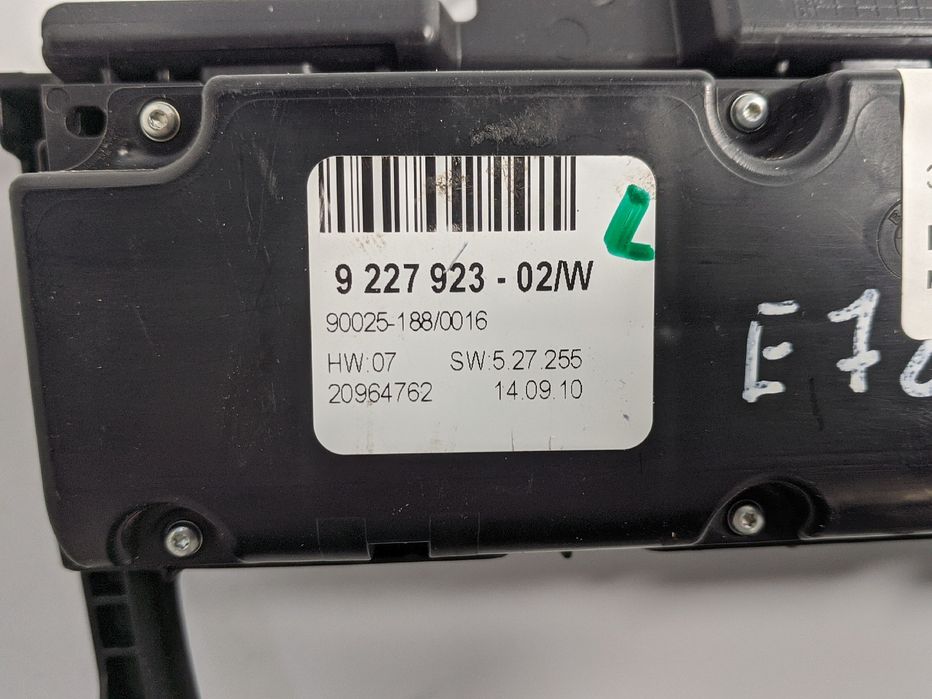 9 227 923 - 02/W
90025-188/0016
HW:07 SW:5.27.255
20964762 14.09.10
L